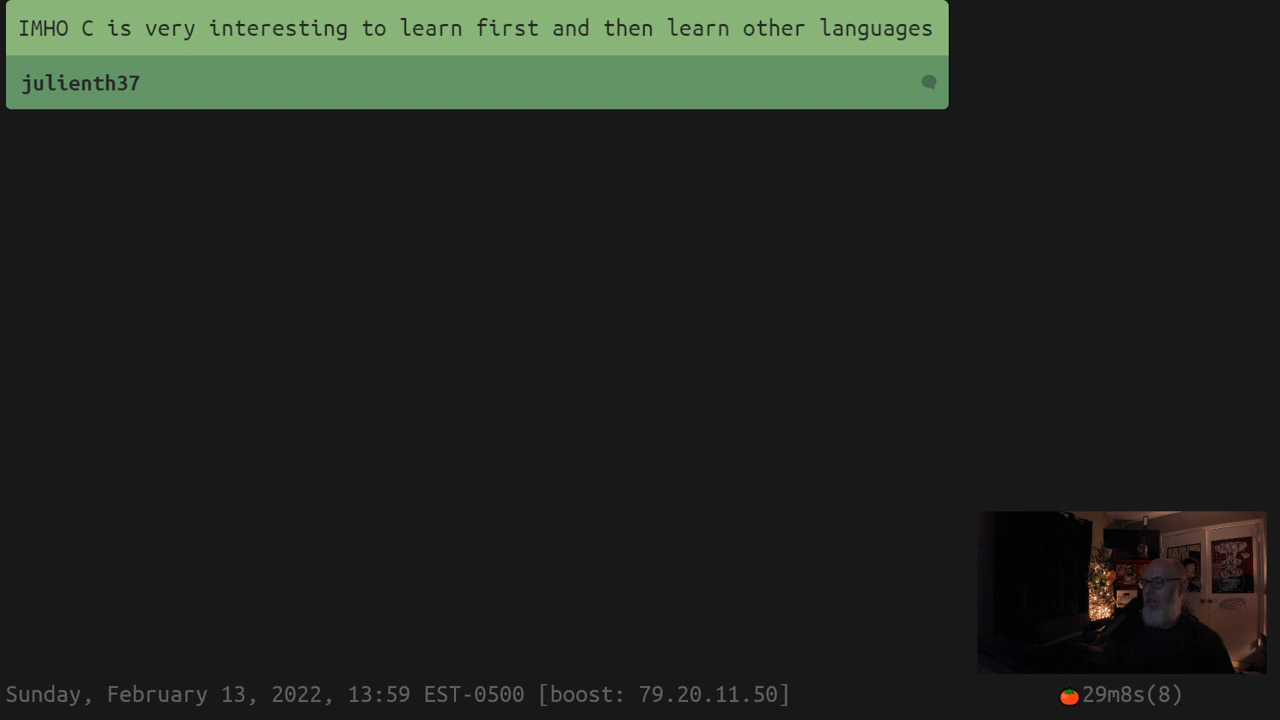 IMHO C is very interesting to learn first and then learn other languages
julienth37
Sunday, February 13, 2022, 13:59 EST-0500 [boost: 79.20.11.50]
29m8s(8)